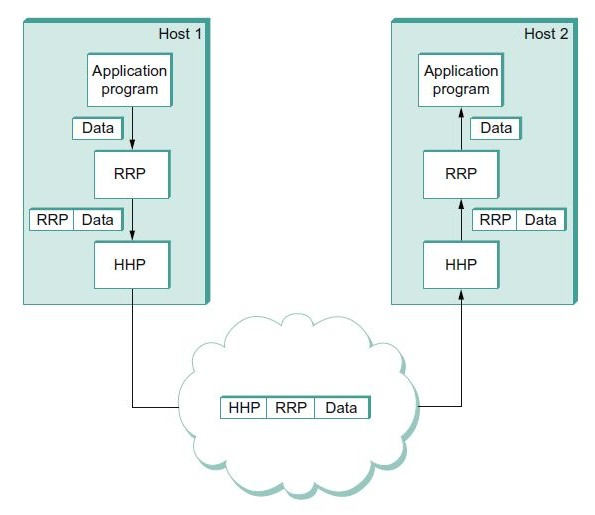 Host 1
Application
program
Data
RRP
RRP Data
HHP
Host 2
Application
program
Data
RRP
RRP Data
HHP
HHP RRP Data